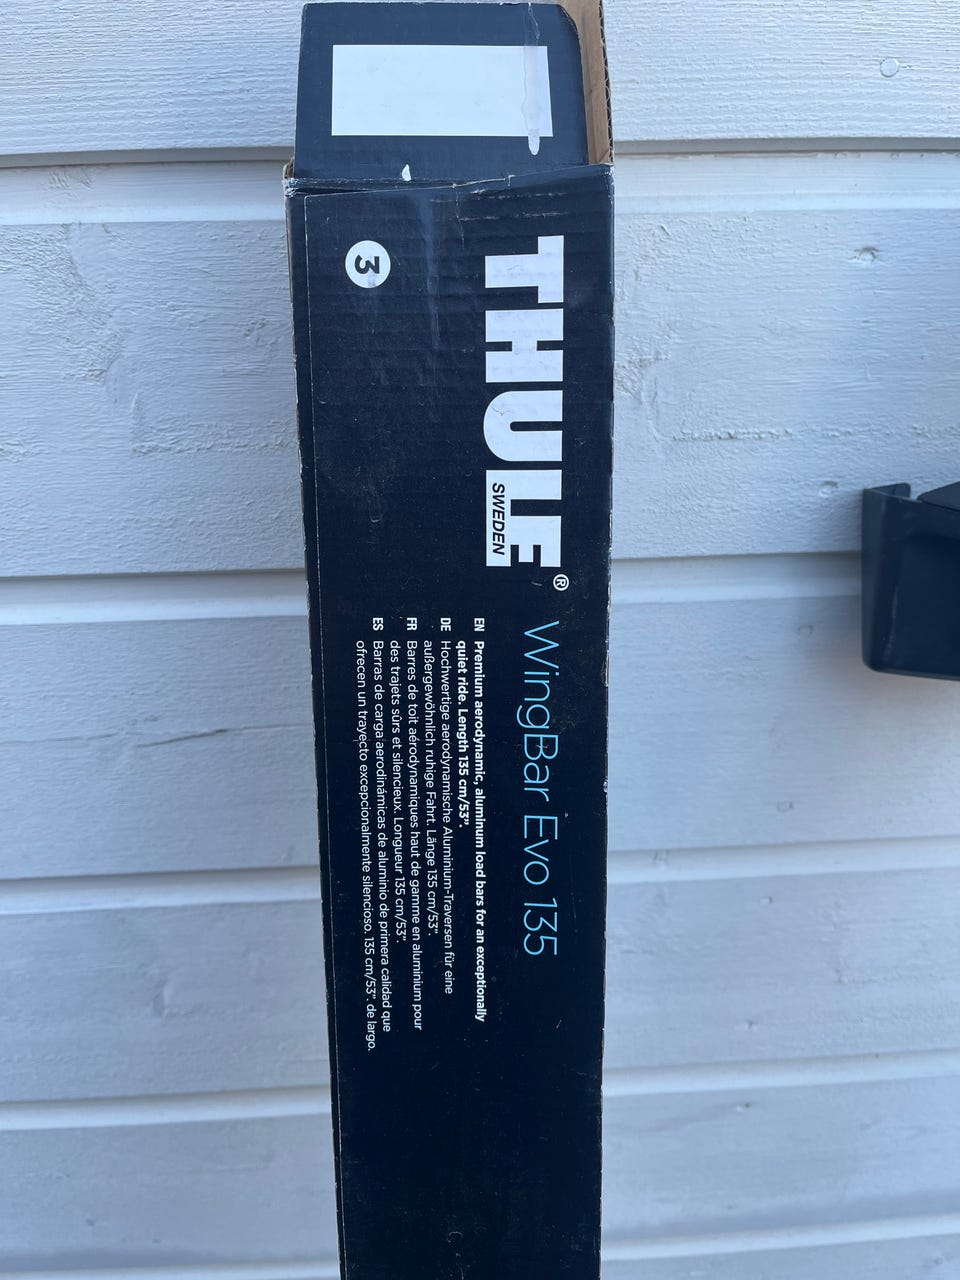 3
THULE®
SWEDEN
WingBar Evo 135
EN Premium aerodynamic, aluminum load bars for an exceptionally
quiet ride. Length 135 cm/53”.
DE Hochwertige aerodynamische Aluminium-Traversen für eine
außergewöhnlich ruhige Fahrt. Länge 135 cm/53”.
FR Barres de toit aérodynamiques haut de gamme en aluminium pour
des trajets sûrs et silencieux. Longueur 135 cm/53”.
ES Barras de carga aerodinámicas de aluminio de primera calidad que
ofrecen un trayecto excepcionalmente silencioso. 135 cm/53”. de largo.